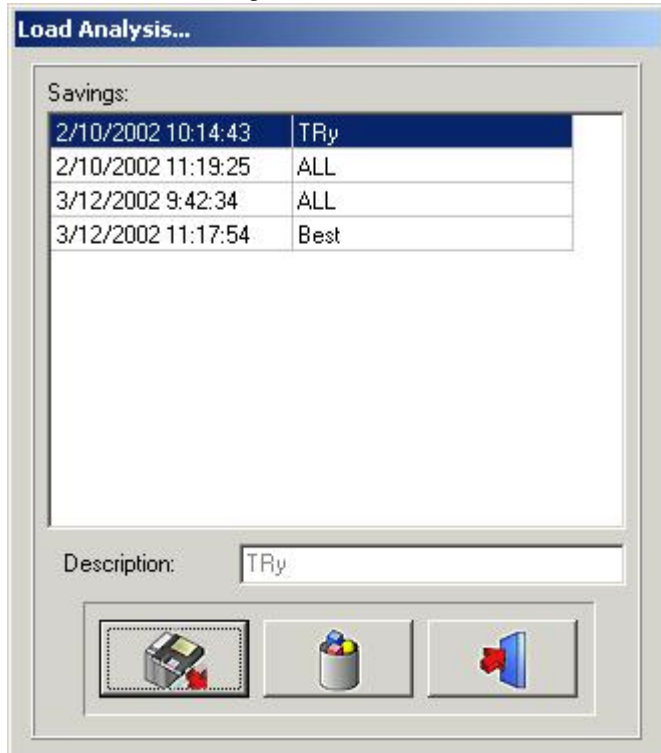 Load Analysis...
Savings:
2/10/2002 10:14:43 TRy
2/10/2002 11:19:25 ALL
3/12/2002 9:42:34 ALL
3/12/2002 11:17:54 Best
Description: TRy